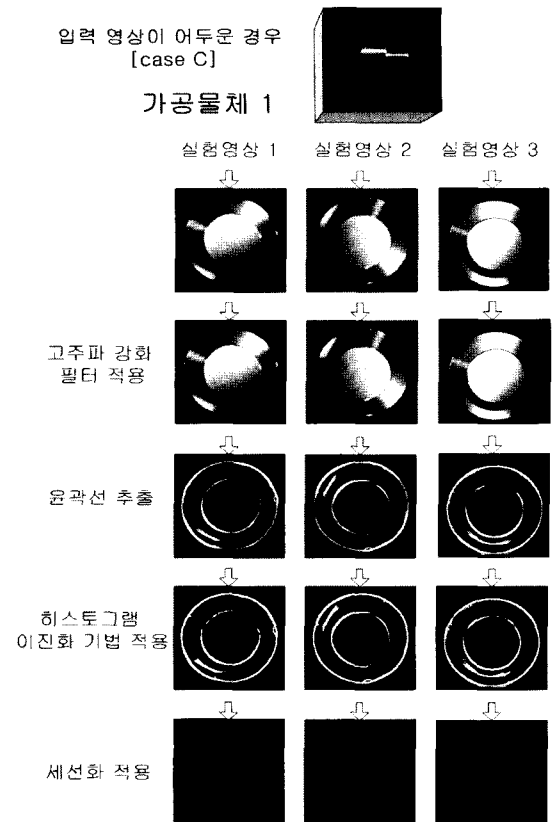 입력 영상이 어두운 경우
[case C]
가공물체 1
실험영상 1 실험영상 2 실험영상 3
고주파 강화
필터 적용
윤곽선 추출
히스토그램
이진화 기법 적용
세선화 적용